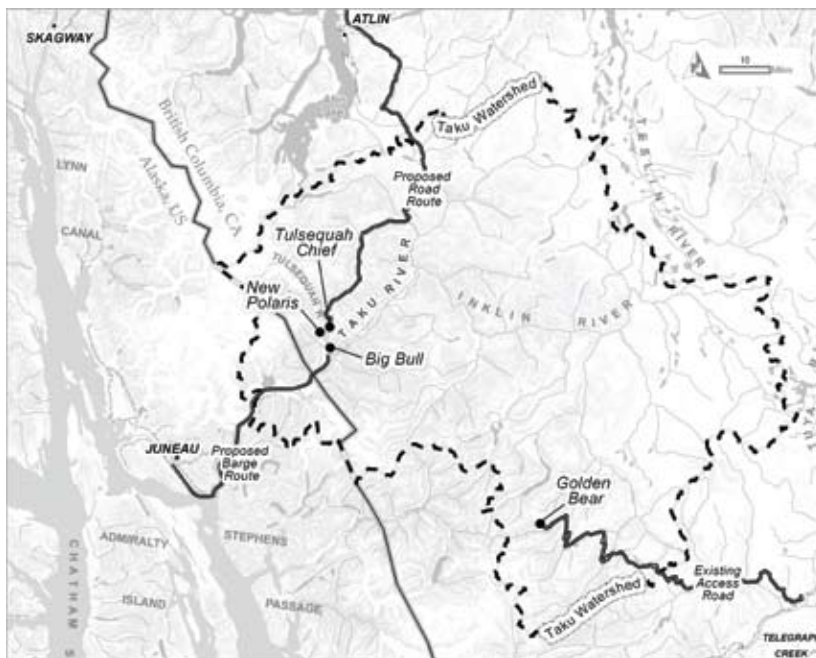 SKAGWAY
ATLIN
10
Taku Watershed
British Columbia, CA
Alaska, US
LYNN
CANAL
Proposed
Road
Route
TESLIN RIVER
Tulsequah
Chief
TULSEQUAH R
TAKU RIVER
New
Polaris
INKLIN RIVER
Big Bull
JUNEAU
Proposed
Barge
Route
Golden
Bear
ADMIRALTY
ISLAND
STEPHENS
PASSAGE
CHATHAM S
Existing
Access
Road
Taku Watershed
TELEGRAPH
CREEK